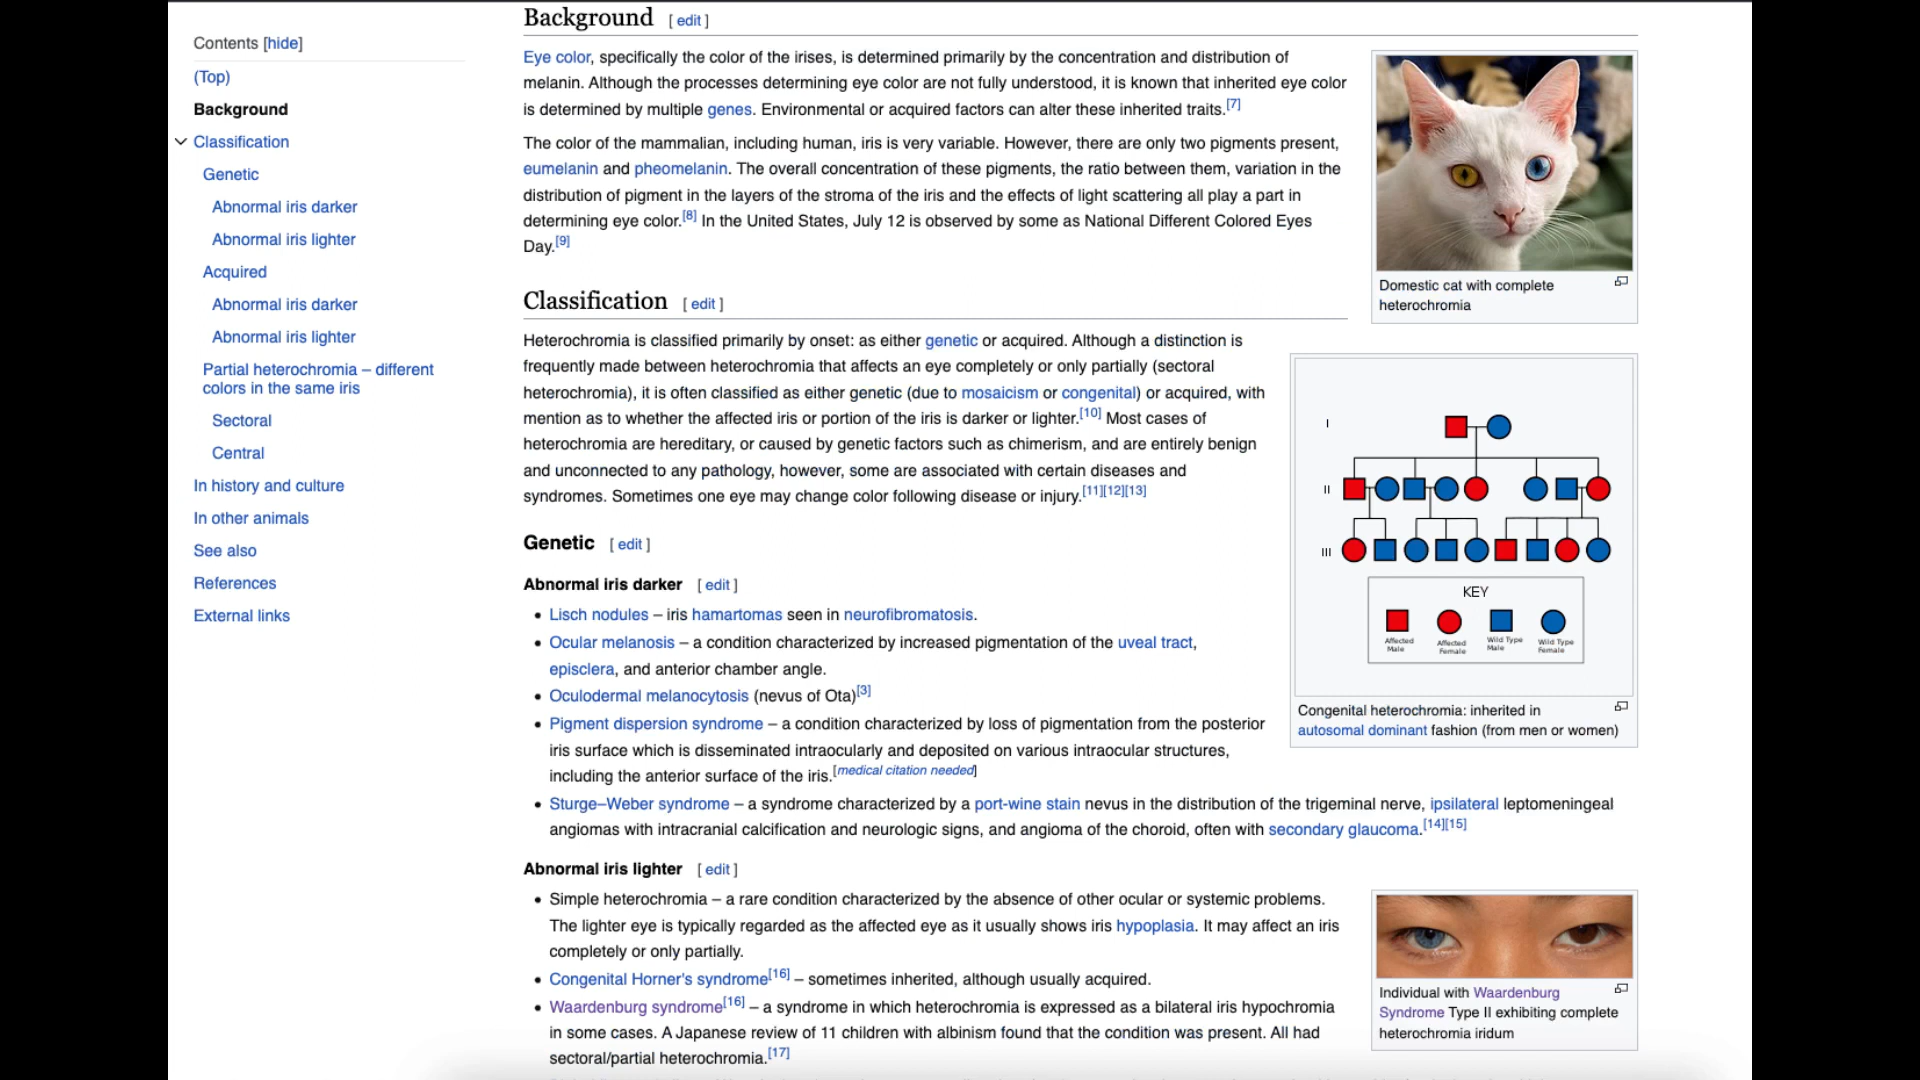 Contents [hide]
(Top)
Background
Classification
Genetic
Abnormal iris darker
Abnormal iris lighter
Acquired
Abnormal iris darker
Abnormal iris lighter
Partial heterochromia – different
colors in the same iris
Sectoral
Central
In history and culture
In other animals
See also
References
External links
Background [ edit ]
Eye color, specifically the color of the irises, is determined primarily by the concentration and distribution of
melanin. Although the processes determining eye color are not fully understood, it is known that inherited eye color
is determined by multiple genes. Environmental or acquired factors can alter these inherited traits.[7]
The color of the mammalian, including human, iris is very variable. However, there are only two pigments present,
eumelanin and pheomelanin. The overall concentration of these pigments, the ratio between them, variation in the
distribution of pigment in the layers of the stroma of the iris and the effects of light scattering all play a part in
determining eye color.[8] In the United States, July 12 is observed by some as National Different Colored Eyes
Day.[9]
Domestic cat with complete
heterochromia
Classification [ edit ]
Heterochromia is classified primarily by onset: as either genetic or acquired. Although a distinction is
frequently made between heterochromia that affects an eye completely or only partially (sectoral
heterochromia), it is often classified as either genetic (due to mosaicism or congenital) or acquired, with
mention as to whether the affected iris or portion of the iris is darker or lighter.[10] Most cases of
heterochromia are hereditary, or caused by genetic factors such as chimerism, and are entirely benign
and unconnected to any pathology, however, some are associated with certain diseases and
syndromes. Sometimes one eye may change color following disease or injury.[11][12][13]
I
II
III
KEY
Affected
Male
Affected
Female
Wild Type
Male
Wild Type
Female
Congenital heterochromia: inherited in
autosomal dominant fashion (from men or women)
Genetic [ edit ]
Abnormal iris darker [ edit ]
• Lisch nodules – iris hamartomas seen in neurofibromatosis.
• Ocular melanosis – a condition characterized by increased pigmentation of the uveal tract,
episclera, and anterior chamber angle.
• Oculodermal melanocytosis (nevus of Ota)[3]
• Pigment dispersion syndrome – a condition characterized by loss of pigmentation from the posterior
iris surface which is disseminated intraocularly and deposited on various intraocular structures,
including the anterior surface of the iris.[medical citation needed]
• Sturge–Weber syndrome – a syndrome characterized by a port-wine stain nevus in the distribution of the trigeminal nerve, ipsilateral leptomeningeal
angiomas with intracranial calcification and neurologic signs, and angioma of the choroid, often with secondary glaucoma.[14][15]
Abnormal iris lighter [ edit ]
• Simple heterochromia – a rare condition characterized by the absence of other ocular or systemic problems.
The lighter eye is typically regarded as the affected eye as it usually shows iris hypoplasia. It may affect an iris
completely or only partially.
• Congenital Horner's syndrome[16] – sometimes inherited, although usually acquired.
• Waardenburg syndrome[16] – a syndrome in which heterochromia is expressed as a bilateral iris hypochromia
in some cases. A Japanese review of 11 children with albinism found that the condition was present. All had
sectoral/partial heterochromia.[17]
Individual with Waardenburg
Syndrome Type II exhibiting complete
heterochromia iridum